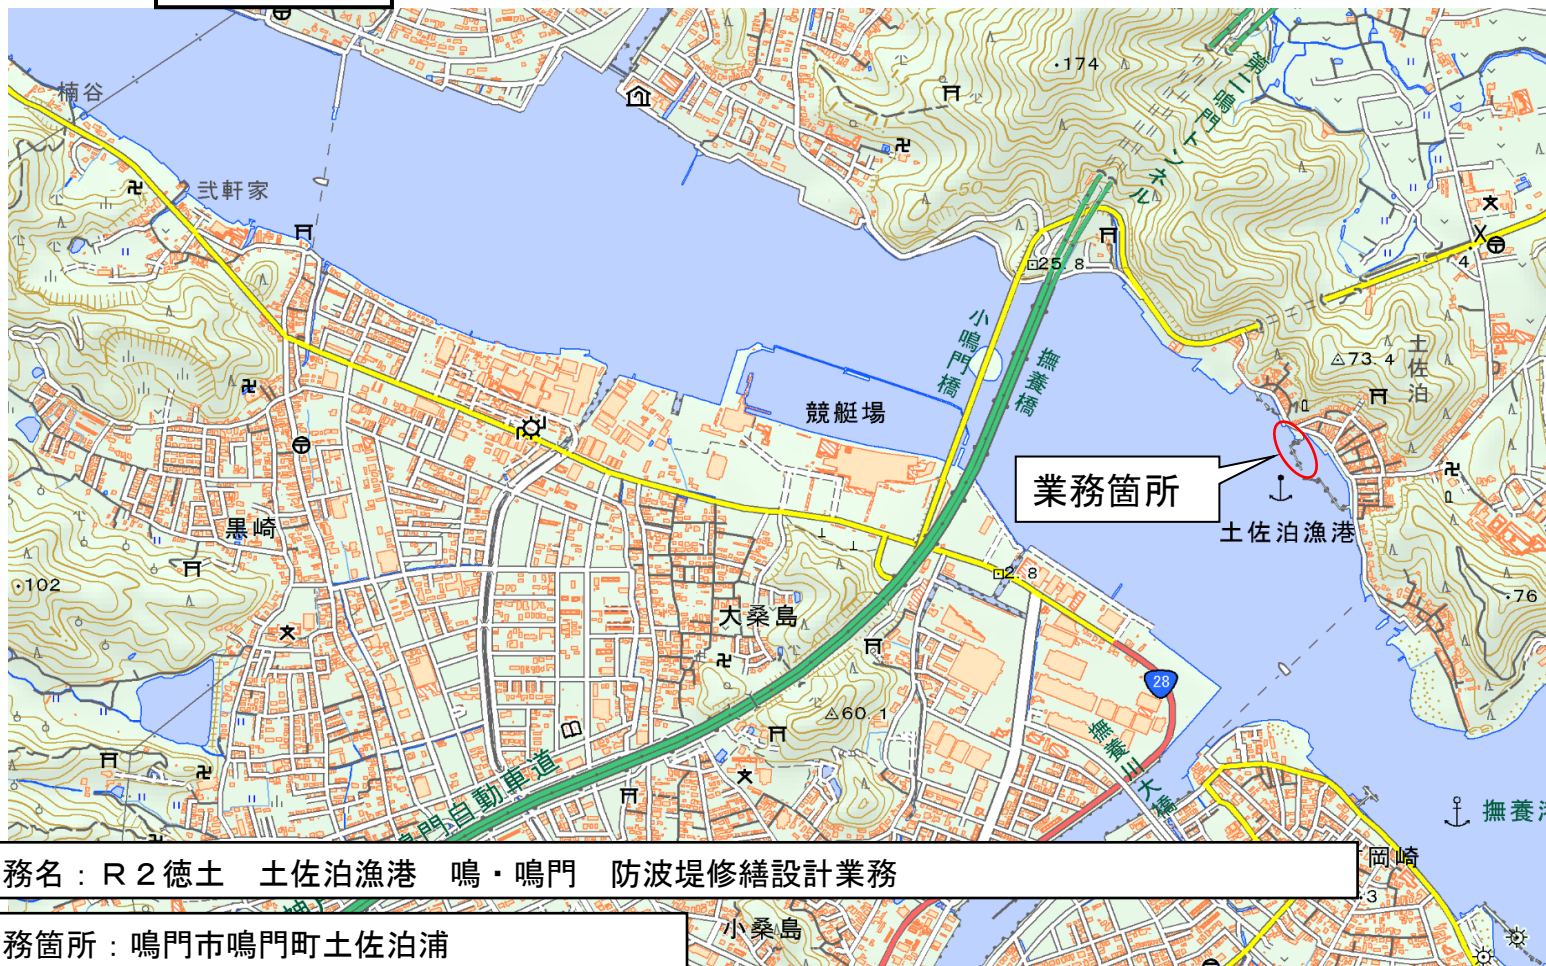 楠谷
弐軒家
・174
第二鳴門トンネル
50
25.8
4
小鳴門橋
撫養橋
73.4
土佐泊
競艇場
業務箇所
土佐泊漁港
黒崎
・102
2.8
・76
大桑島
28
60.1
撫養川大橋
鳴門自動車道
撫養港
岡崎
務名：Ｒ２徳土　土佐泊漁港　鳴・鳴門　防波堤修繕設計業務
3
小桑島
務箇所：鳴門市鳴門町土佐泊浦